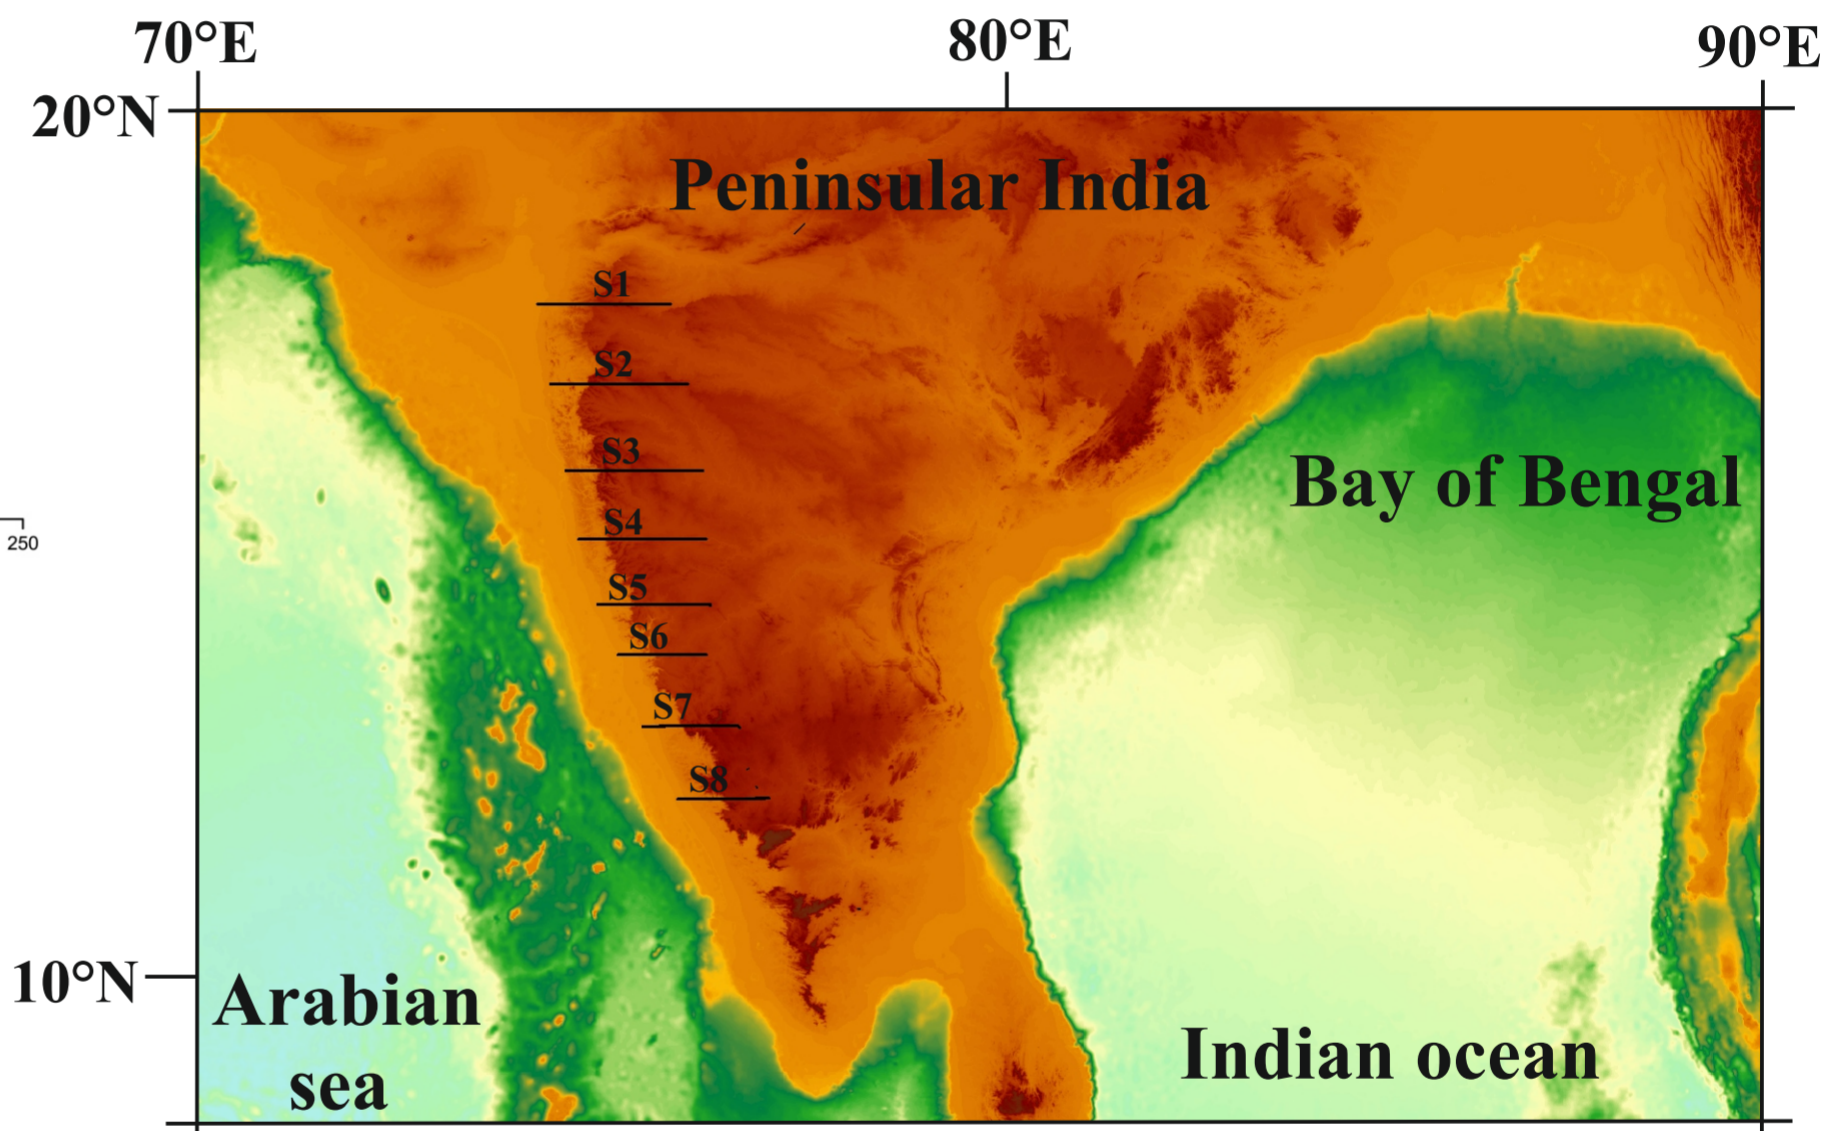 70°E 80°E 90°E
20°N
Peninsular India
S1
S2
S3
Bay of Bengal
S4
250
S5
S6
S7
S8
10°N
Arabian
sea
Indian ocean